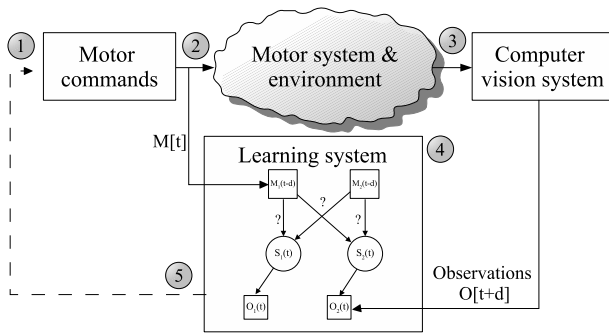 1
Motor
commands
2
Motor system &
environment
3
Computer
vision system
M[t]
Learning system
4
M₁(t-d)
M₂(t-d)
?
?
?
S₁(t)
S₂(t)
5
O₁(t)
O₂(t)
Observations
O[t+d]